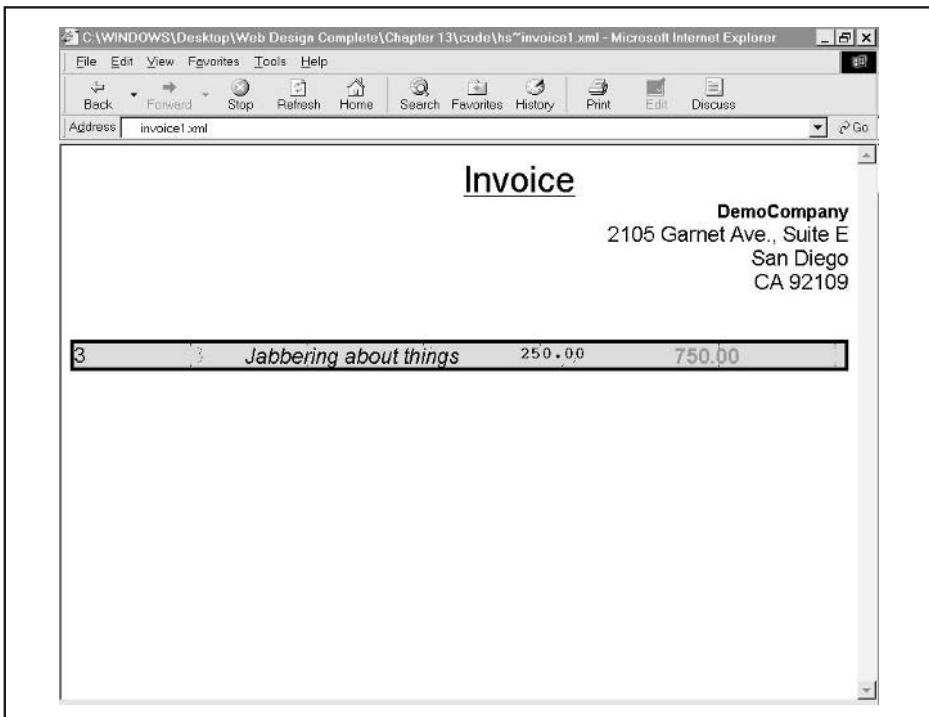 C:\WINDOWS\Desktop\Web Design Complete\Chapter 13\code\hs~invoice1.xml - Microsoft Internet Explorer
File Edit View Favorites Tools Help
Back Forward Stop Refresh Home Search Favorites History Print Edit Discuss
Address invoice1.xml Go
Invoice
DemoCompany
2105 Garnet Ave., Suite E
San Diego
CA 92109
3 3 Jabbering about things 250.00 750.00